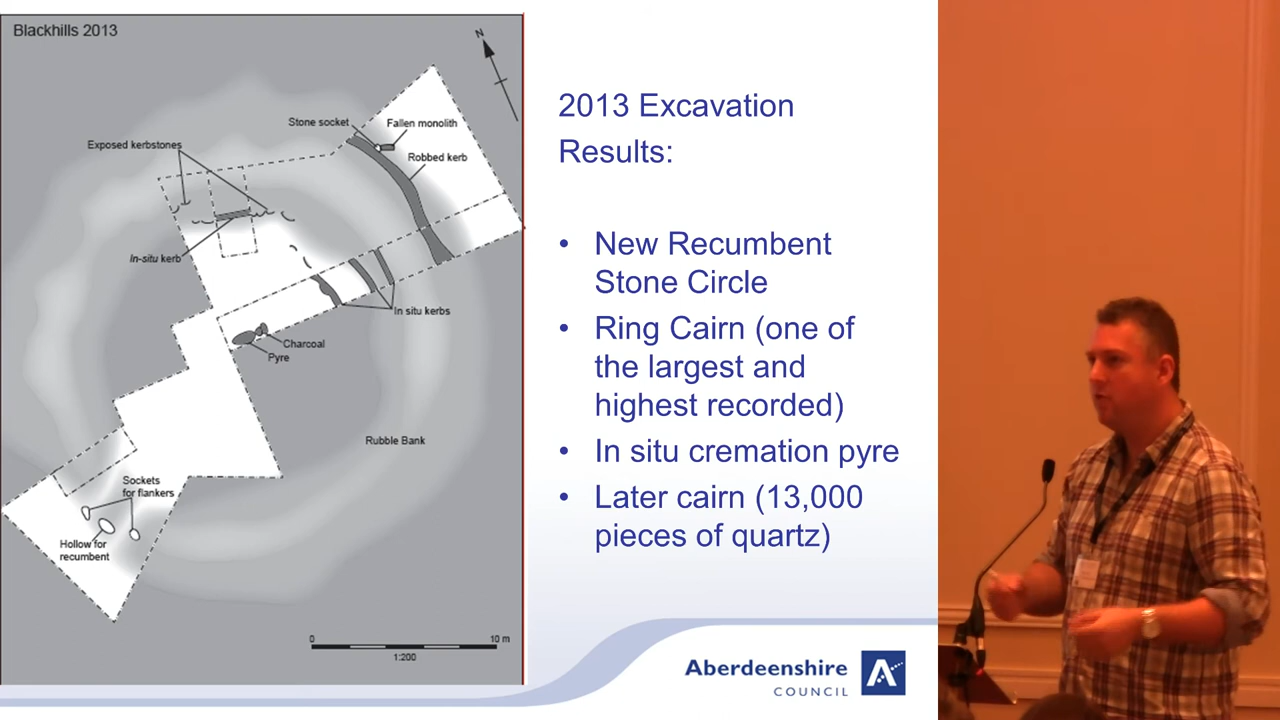 Blackhills 2013
N
Stone socket
Fallen monolith
Exposed kerbstones
Robbed kerb
In-situ kerb
In situ kerbs
Charcoal
Pyre
Rubble Bank
Sockets
for flankers
Hollow for
recumbent
0
10 m
1:200
2013 Excavation
Results:
• New Recumbent
Stone Circle
• Ring Cairn (one of
the largest and
highest recorded)
• In situ cremation pyre
• Later cairn (13,000
pieces of quartz)
Aberdeenshire
COUNCIL